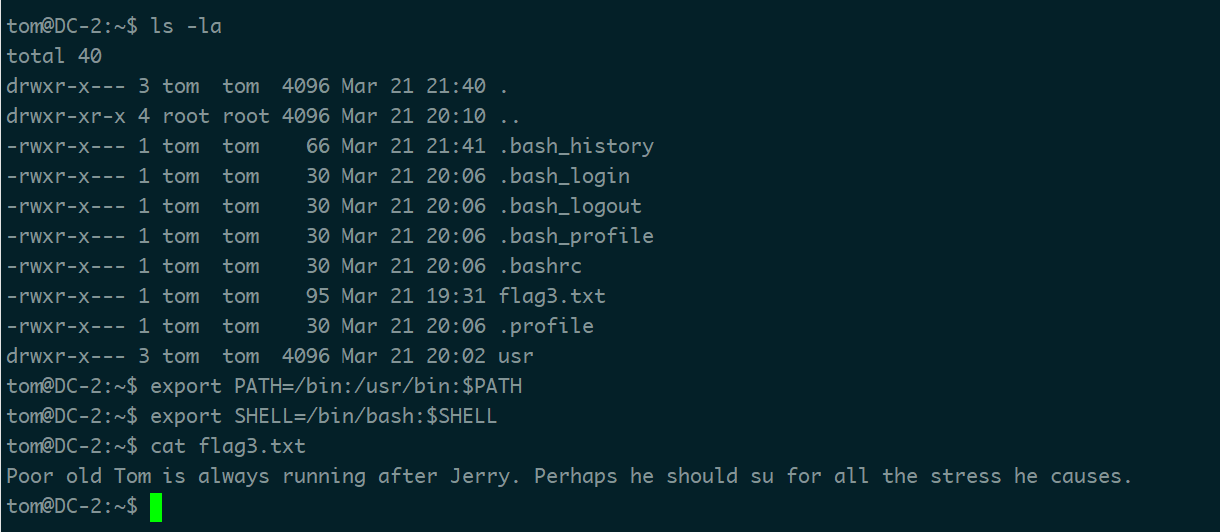 tom@DC-2:~$ ls -la
total 40
drwxr-x--- 3 tom  tom  4096 Mar 21 21:40 .
drwxr-xr-x 4 root root 4096 Mar 21 20:10 ..
-rwxr-x--- 1 tom  tom    66 Mar 21 21:41 .bash_history
-rwxr-x--- 1 tom  tom    30 Mar 21 20:06 .bash_login
-rwxr-x--- 1 tom  tom    30 Mar 21 20:06 .bash_logout
-rwxr-x--- 1 tom  tom    30 Mar 21 20:06 .bash_profile
-rwxr-x--- 1 tom  tom    30 Mar 21 20:06 .bashrc
-rwxr-x--- 1 tom  tom    95 Mar 21 19:31 flag3.txt
-rwxr-x--- 1 tom  tom    30 Mar 21 20:06 .profile
drwxr-x--- 3 tom  tom  4096 Mar 21 20:02 usr
tom@DC-2:~$ export PATH=/bin:/usr/bin:$PATH
tom@DC-2:~$ export SHELL=/bin/bash:$SHELL
tom@DC-2:~$ cat flag3.txt
Poor old Tom is always running after Jerry. Perhaps he should su for all the stress he causes.
tom@DC-2:~$